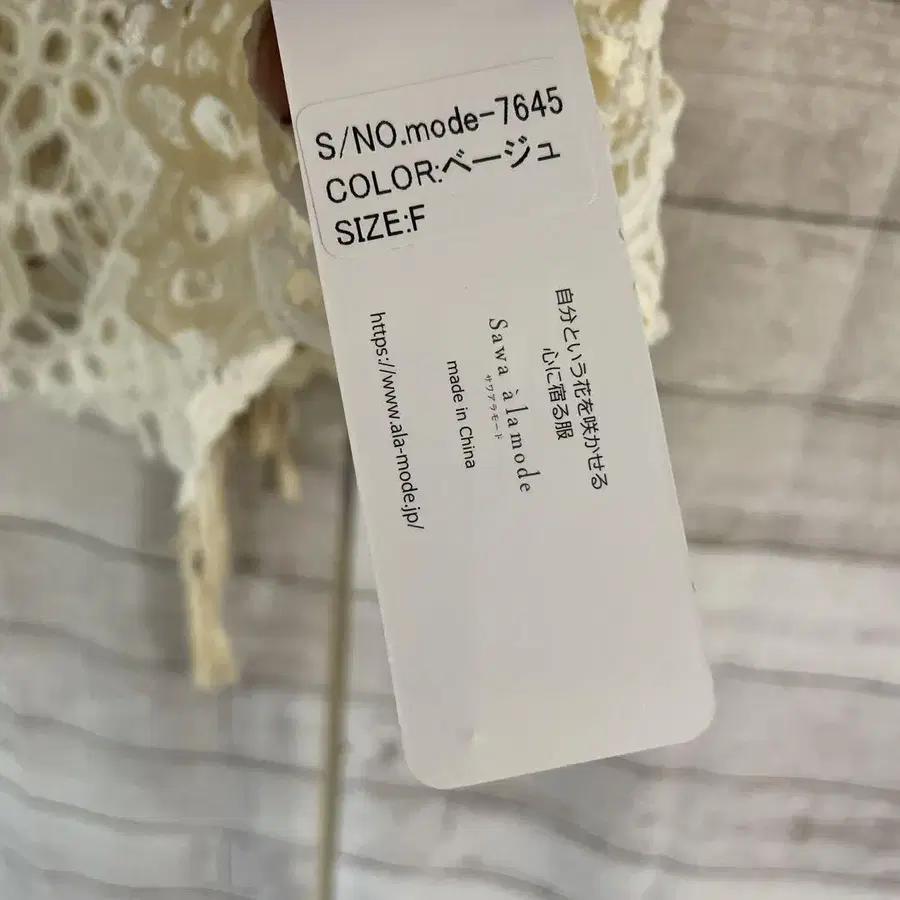 S/NO.mode-7645
COLOR:ベージュ
SIZE:F
自分という花を咲かせる
心に宿る服
Sawa à la mode
サワアラモード
made in China
https://www.ala-mode.jp/